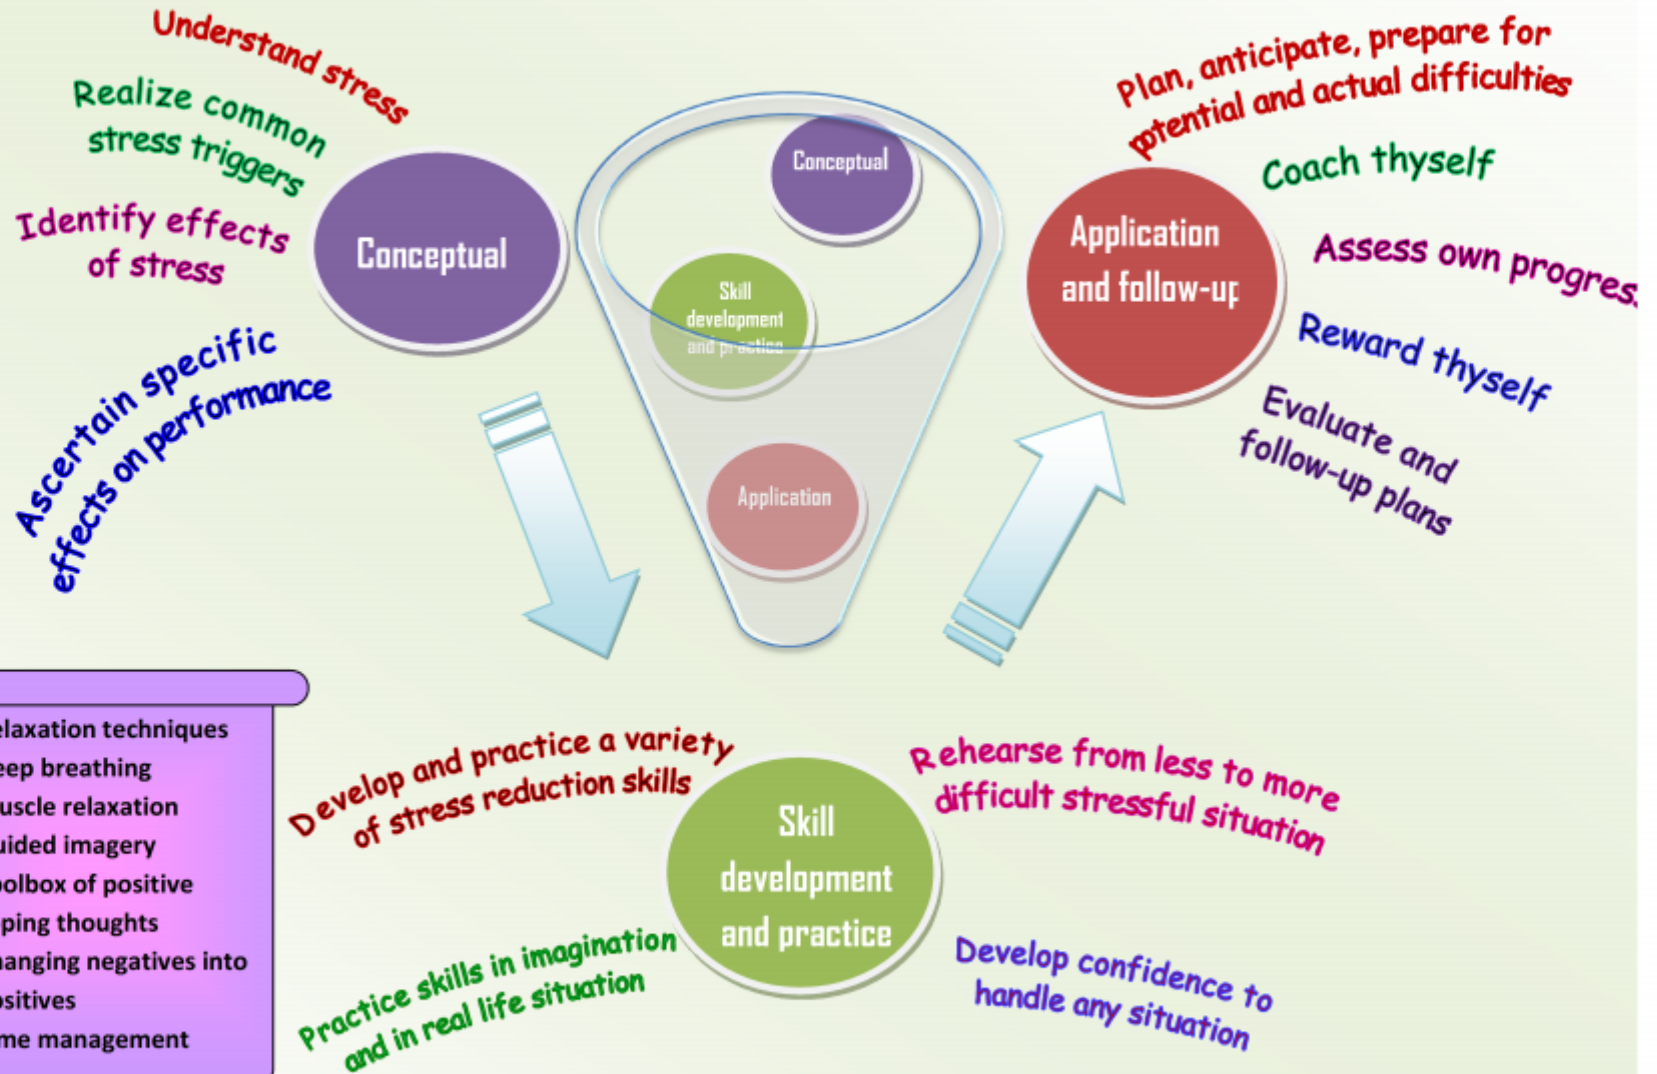 Understand stress
Realize common
stress triggers
Identify effects
of stress
Ascertain specific
effects on performance
Conceptual
Conceptual
Skill
development
and practice
Application
Plan, anticipate, prepare for
potential and actual difficulties
Application
and follow-up
Coach thyself
Assess own progres
Reward thyself
Evaluate and
follow-up plans
elaxation techniques
eep breathing
uscle relaxation
uided imagery
oolbox of positive
ping thoughts
hanging negatives into
ositives
me management
Develop and practice a variety
of stress reduction skills
Rehearse from less to more
difficult stressful situation
Skill
development
and practice
Practice skills in imagination
and in real life situation
Develop confidence to
handle any situation